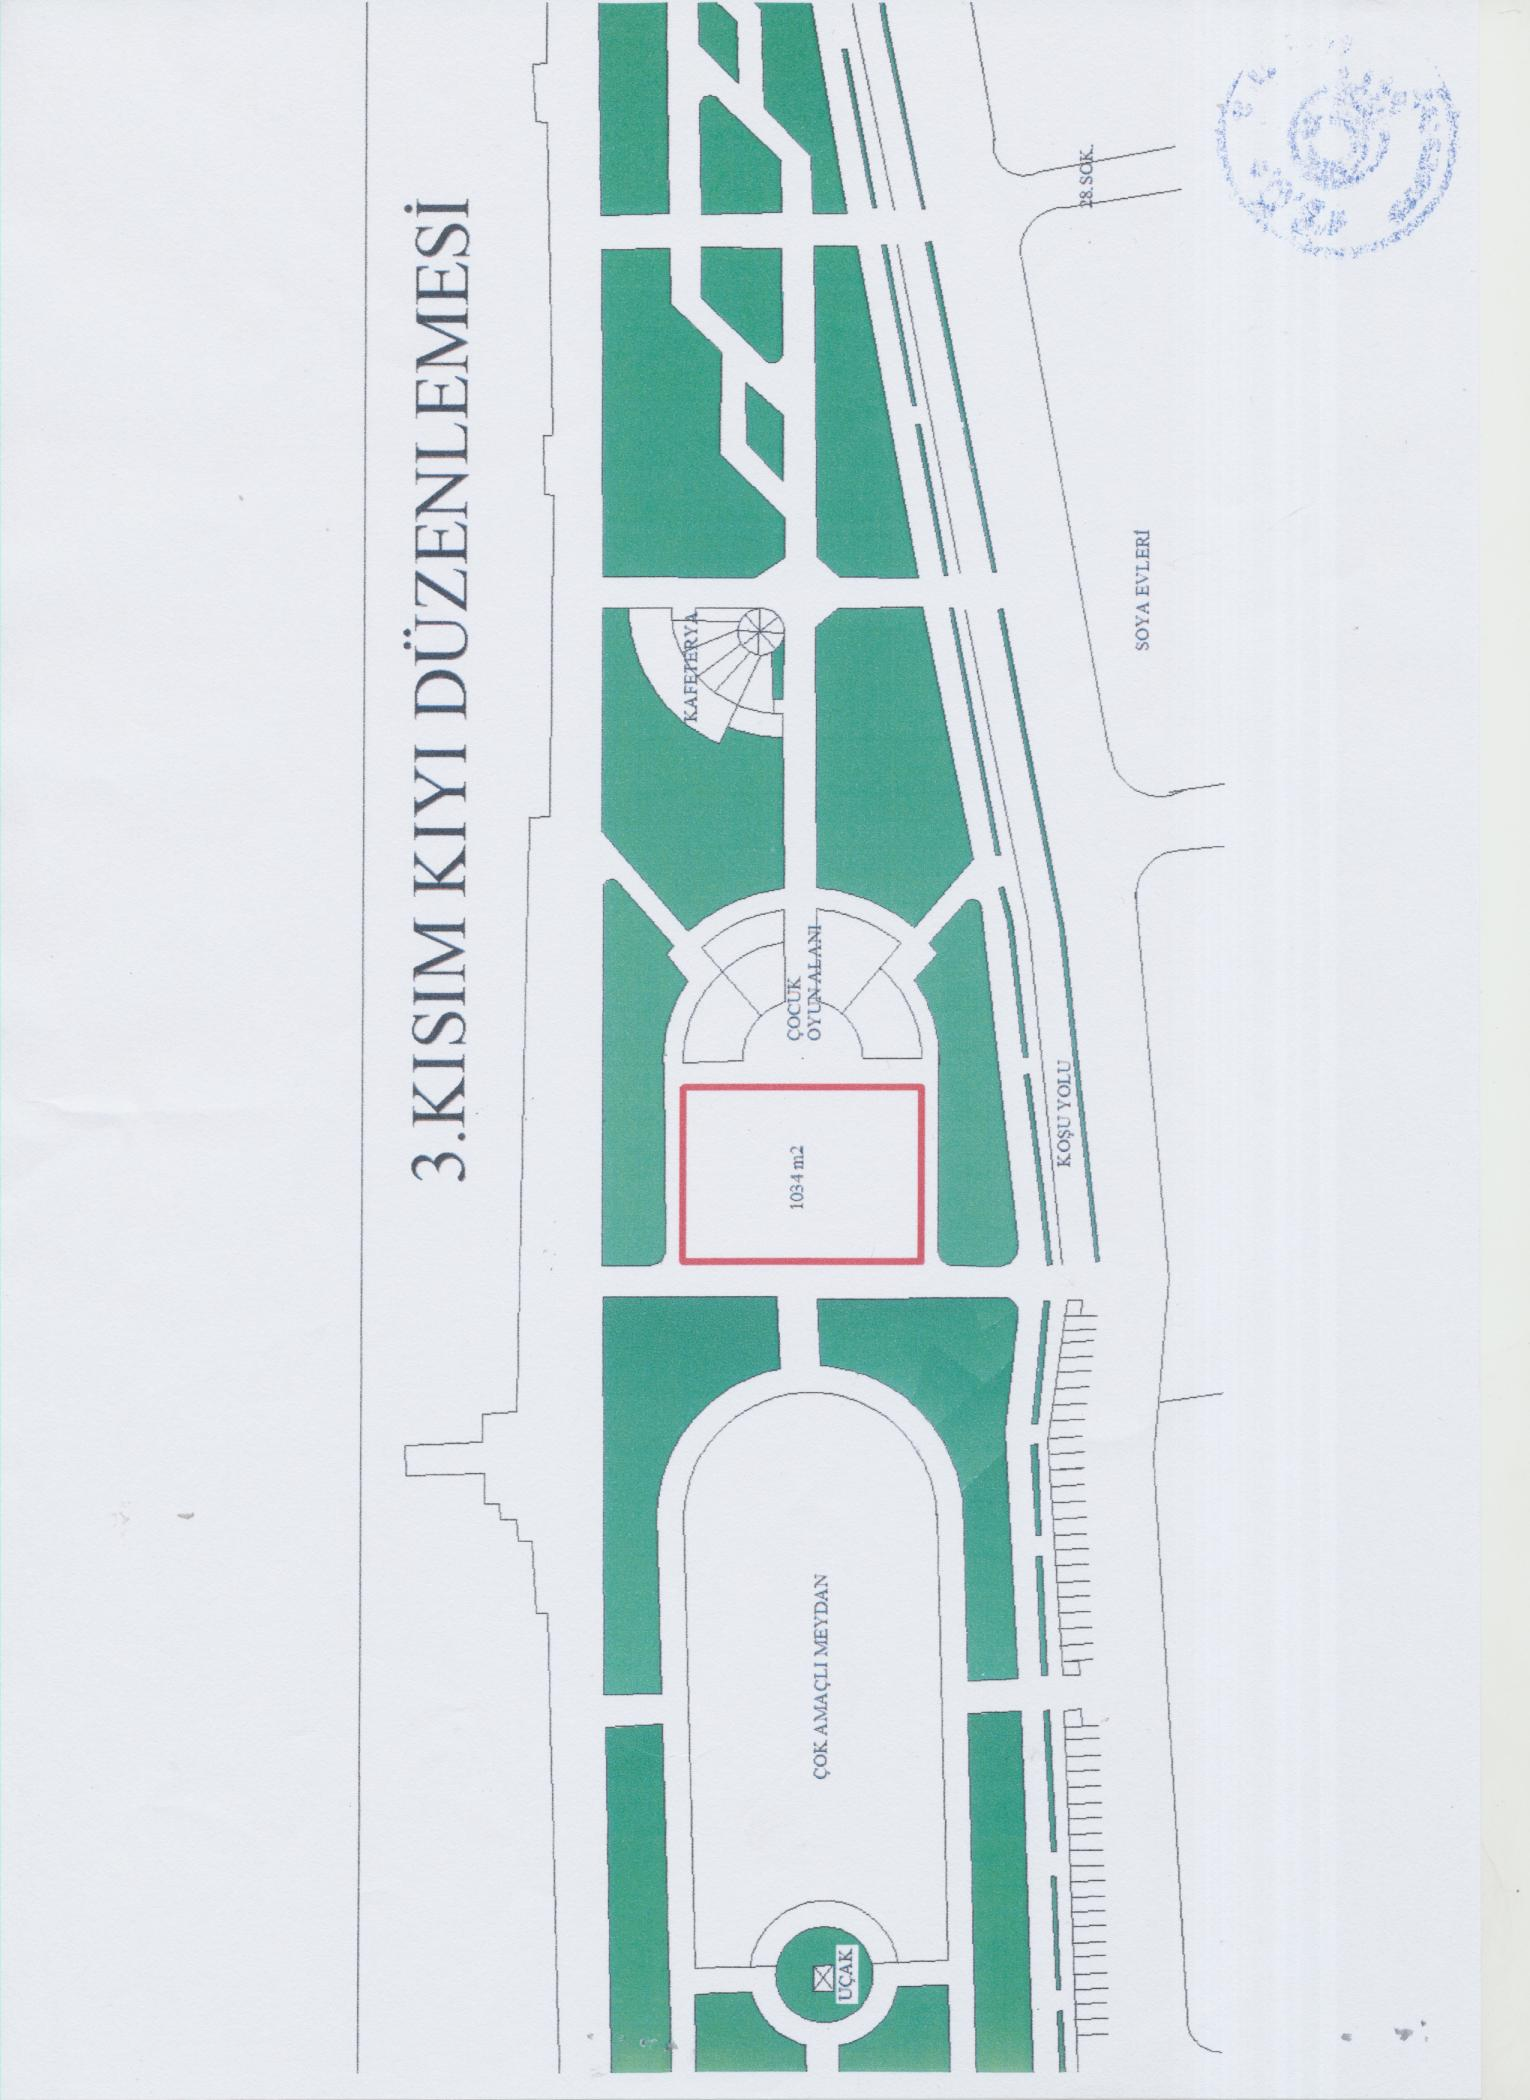 3.KISIM KIYI DÜZENLEMESİ
UÇAK
ÇOK AMAÇLI MEYDAN
1034 m2
ÇOCUK
OYUN ALANI
KAFETERYA
KOŞU YOLU
SOYA EVLERİ
28.SOK.